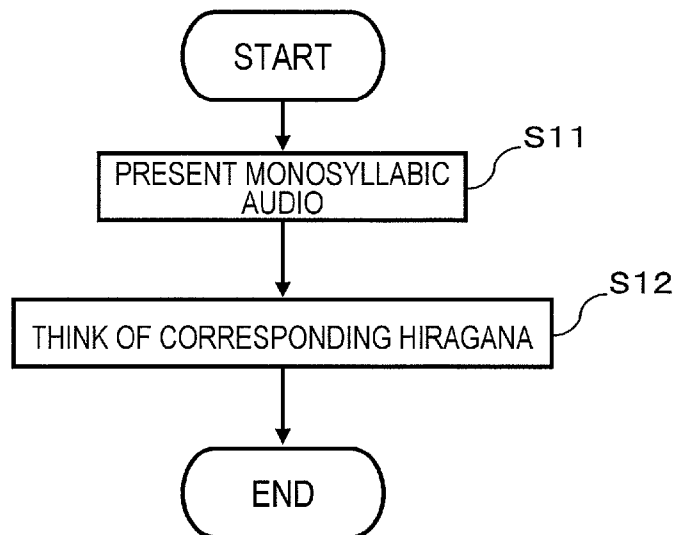 START
S11
PRESENT MONOSYLLABIC
AUDIO
S12
THINK OF CORRESPONDING HIRAGANA
END